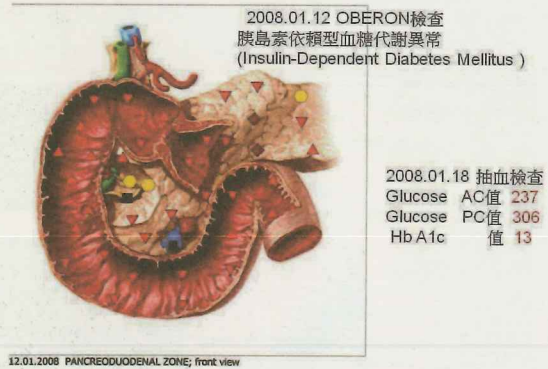 2008.01.12 OBERON檢查
胰島素依賴型血糖代謝異常
(Insulin-Dependent Diabetes Mellitus )
2008.01.18 抽血檢查
Glucose AC值 237
Glucose PC值 306
Hb A1c 值 13
12.01.2008 PANCREODUODENAL ZONE; front view